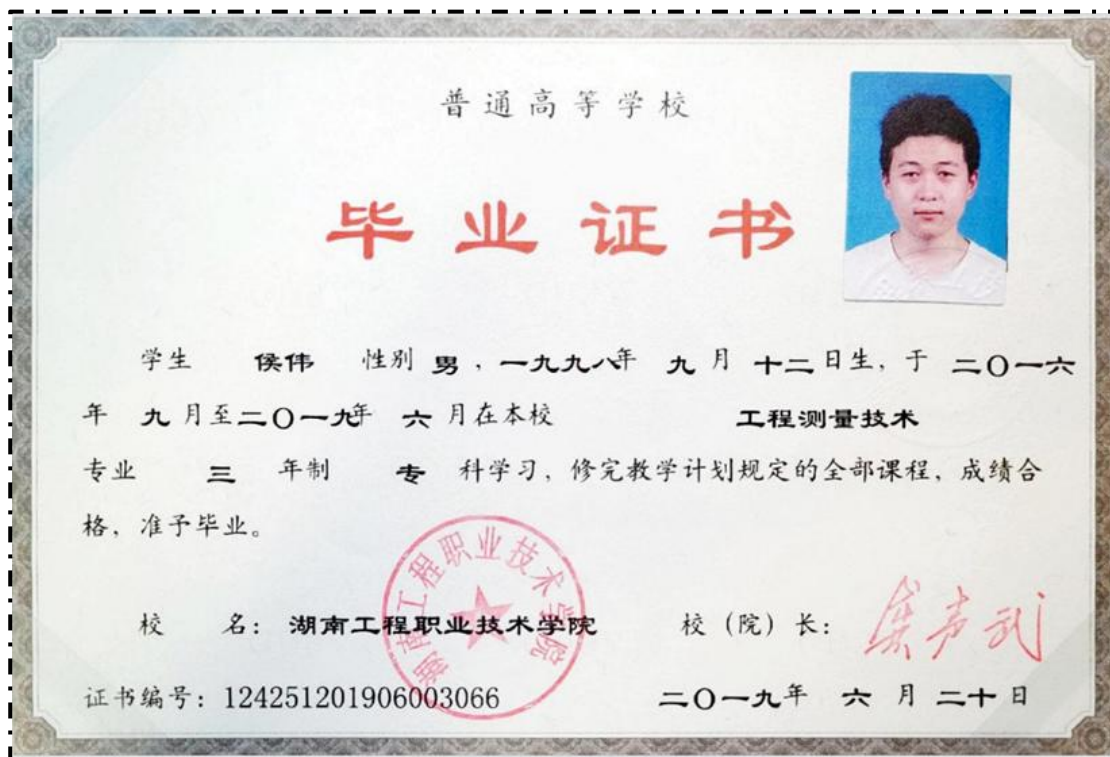 普通高等学校
毕业证书
学生 侯伟 性别 男，一九九八年 九 月 十二日生，于 二〇一六
年 九 月至二〇一九年 六 月在本校 工程测量技术
专业 三 年制 专 科学习，修完教学计划规定的全部课程，成绩合
格，准予毕业。
湖南工程职业技术学院
校 名：湖南工程职业技术学院 校（院）长：
证书编号：124251201906003066 二〇一九年 六 月 二十日